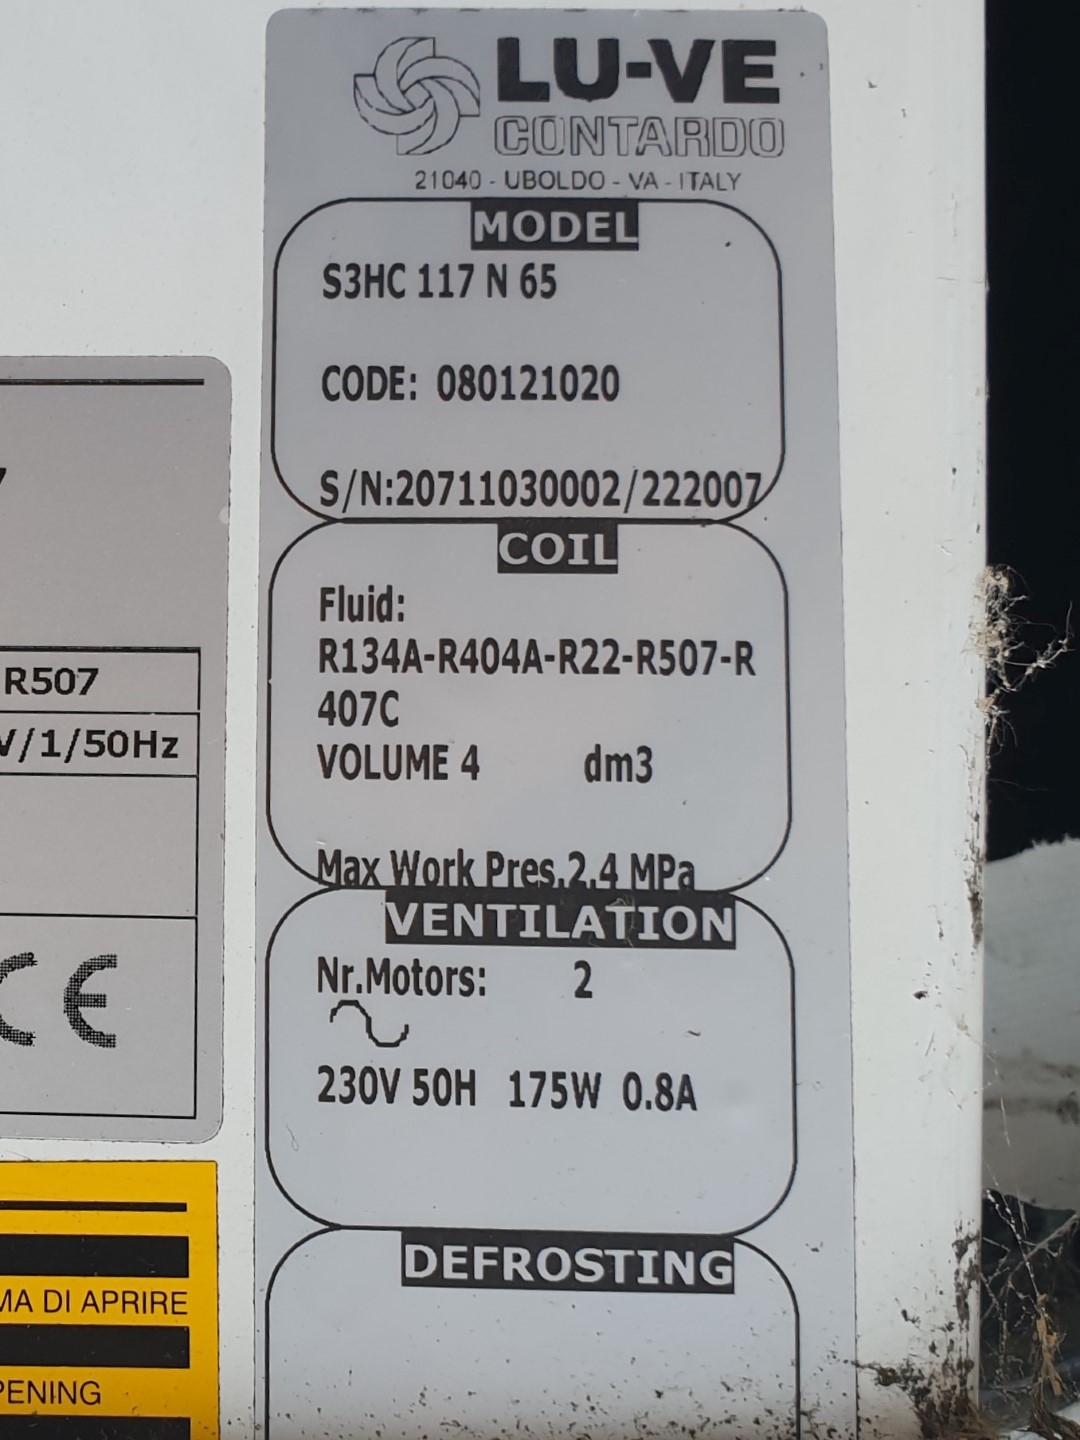 LU-VE
CONTARDO
21040 - UBOLDO - VA - ITALY
MODEL
S3HC 117 N 65
CODE: 080121020
S/N:20711030002/222007
COIL
Fluid:
R134A-R404A-R22-R507-R
407C
VOLUME 4 dm3
Max Work Pres.2.4 MPa
VENTILATION
Nr.Motors: 2
230V 50H 175W 0.8A
DEFROSTING
R507
V/1/50Hz
CE
MA DI APRIRE
PENING